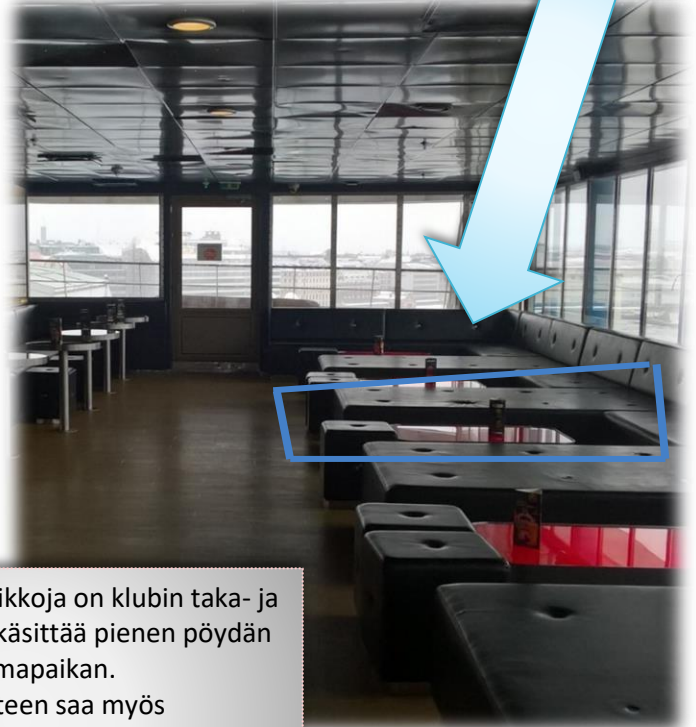 ikkoja on klubin taka- ja
käsittää pienen pöydän
mapaikan.
teen saa myös